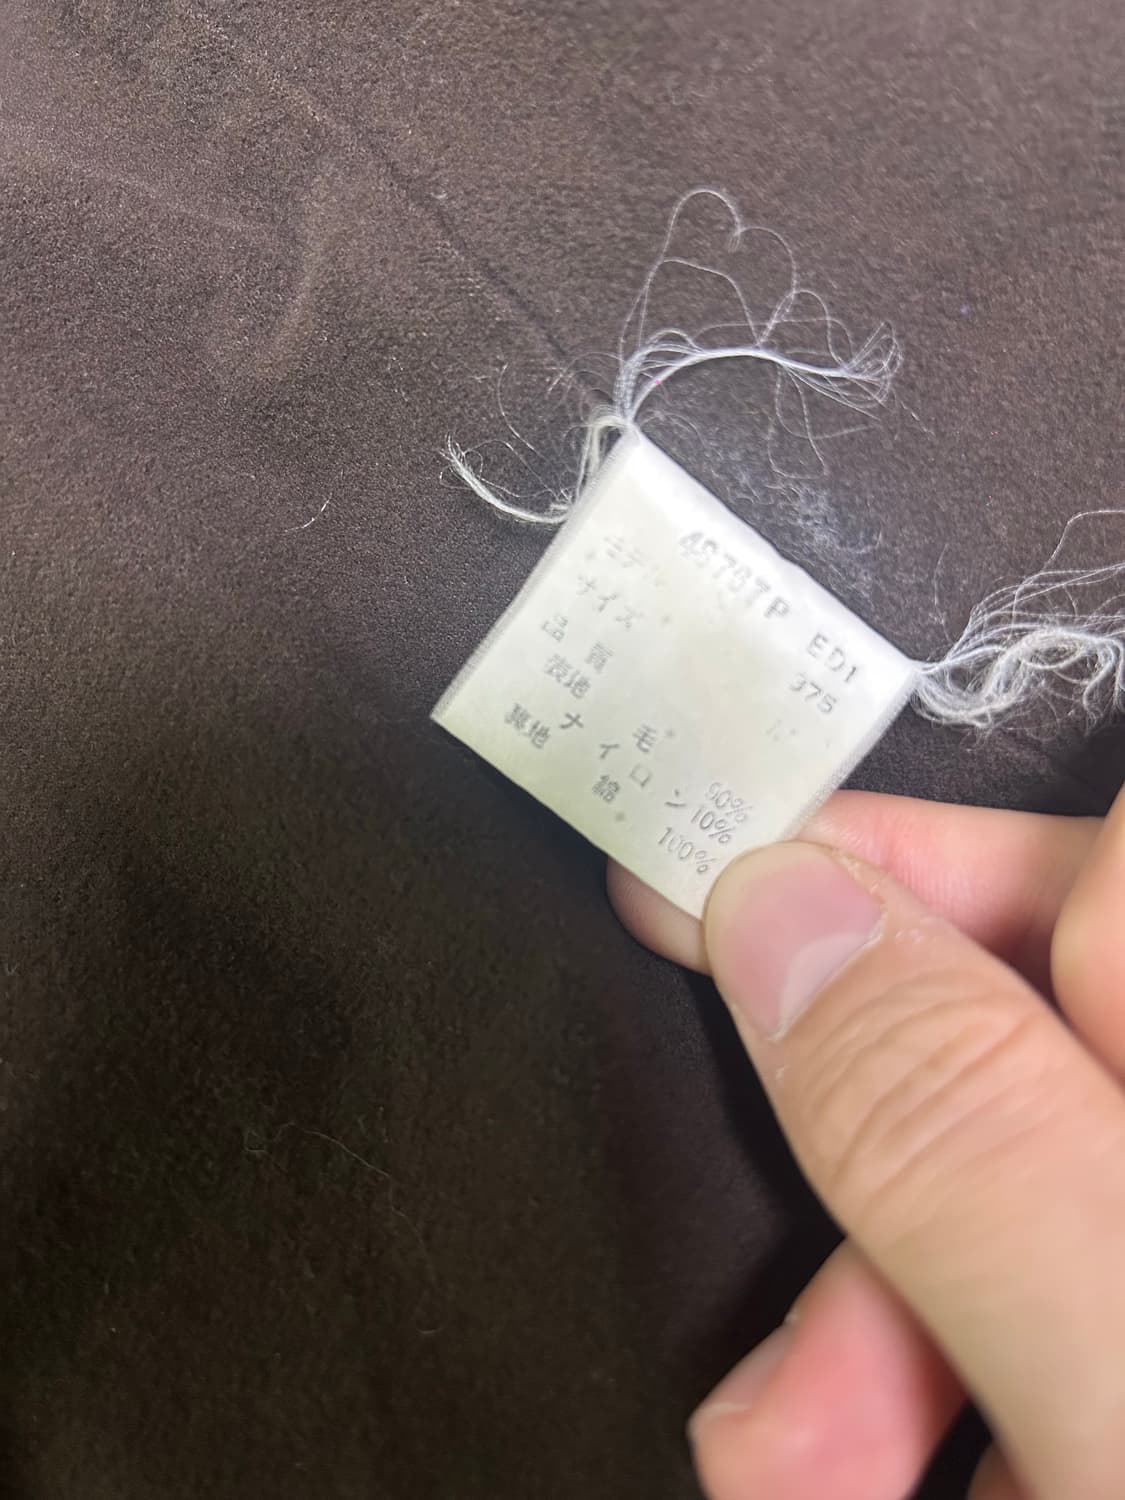 モデル 4S767P ED1
サイズ 375
品質
表地 毛 90%
ナイロン 10%
裏地 綿 100%